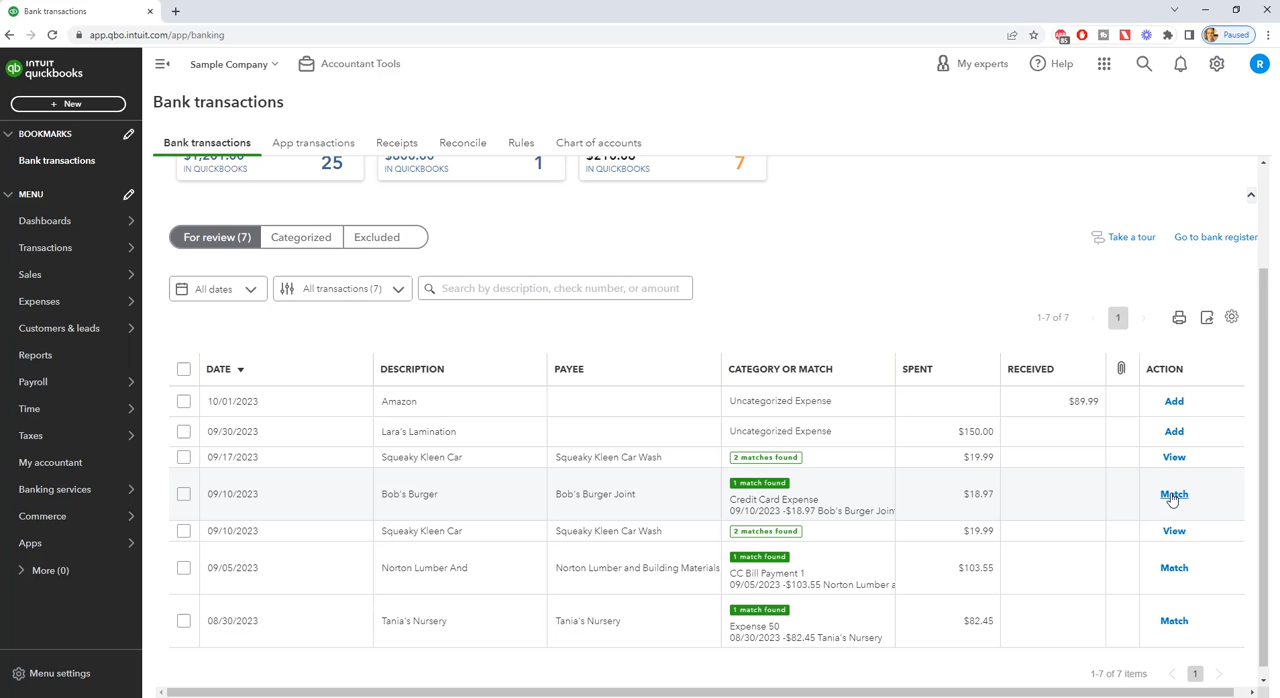 Bank transactions
app.qbo.intuit.com/app/banking
85
Paused
INTUIT
quickbooks
Sample Company
Accountant Tools
My experts
Help
R
+ New
Bank transactions
BOOKMARKS
Bank transactions
Bank transactions App transactions Receipts Reconcile Rules Chart of accounts
$1,201.00 $800.00 $210.08
IN QUICKBOOKS 25 IN QUICKBOOKS 1 IN QUICKBOOKS 7
MENU
Dashboards
Transactions
Sales
Expenses
Customers & leads
Reports
Payroll
Time
Taxes
My accountant
Banking services
Commerce
Apps
More (0)
Menu settings
For review (7) Categorized Excluded
Take a tour Go to bank register
All dates All transactions (7) Search by description, check number, or amount
1-7 of 7 1
DATE DESCRIPTION PAYEE CATEGORY OR MATCH SPENT RECEIVED ACTION
10/01/2023 Amazon Uncategorized Expense $89.99 Add
09/30/2023 Lara's Lamination Uncategorized Expense $150.00 Add
09/17/2023 Squeaky Kleen Car Squeaky Kleen Car Wash 2 matches found $19.99 View
1 match found
09/10/2023 Bob's Burger Bob's Burger Joint Credit Card Expense $18.97 Match
09/10/2023 -$18.97 Bob's Burger Join
09/10/2023 Squeaky Kleen Car Squeaky Kleen Car Wash 2 matches found $19.99 View
1 match found
09/05/2023 Norton Lumber And Norton Lumber and Building Materials CC Bill Payment 1 $103.55 Match
09/05/2023 -$103.55 Norton Lumber a
1 match found
08/30/2023 Tania's Nursery Tania's Nursery Expense 50 $82.45 Match
08/30/2023 -$82.45 Tania's Nursery
1-7 of 7 items 1